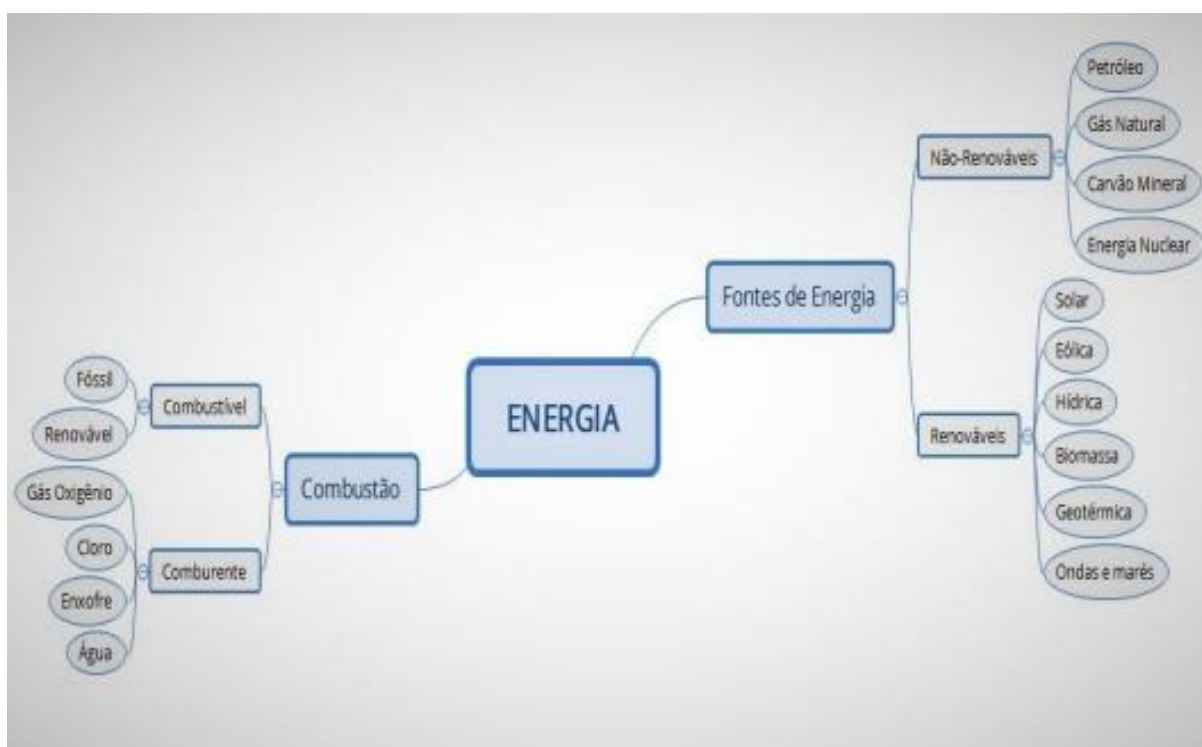 ENERGIA
Fontes de Energia
Não-Renováveis
Petróleo
Gás Natural
Carvão Mineral
Energia Nuclear
Renováveis
Solar
Eólica
Hídrica
Biomassa
Geotérmica
Ondas e marés
Combustão
Combustível
Fóssil
Renovável
Comburente
Gás Oxigênio
Cloro
Enxofre
Água